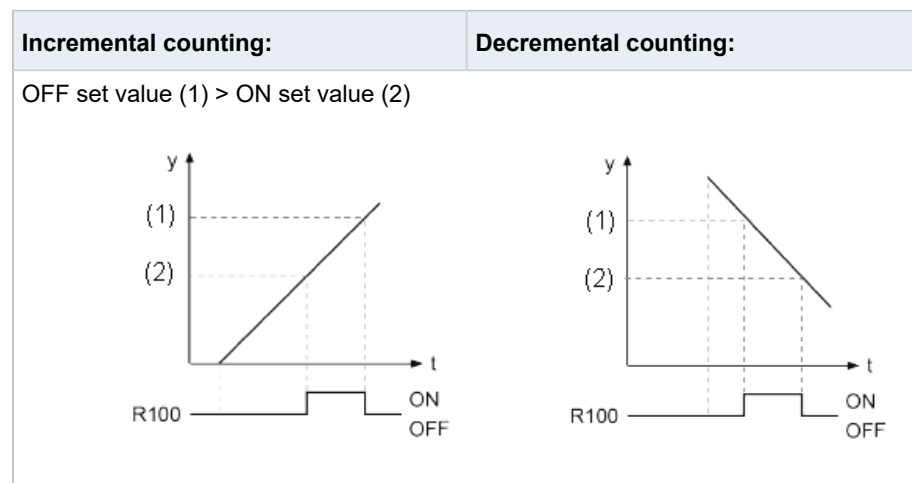 Incremental counting:
Decremental counting:
OFF set value (1) > ON set value (2)
y
(1)
(2)
t
R100
ON
OFF
y
(1)
(2)
t
R100
ON
OFF